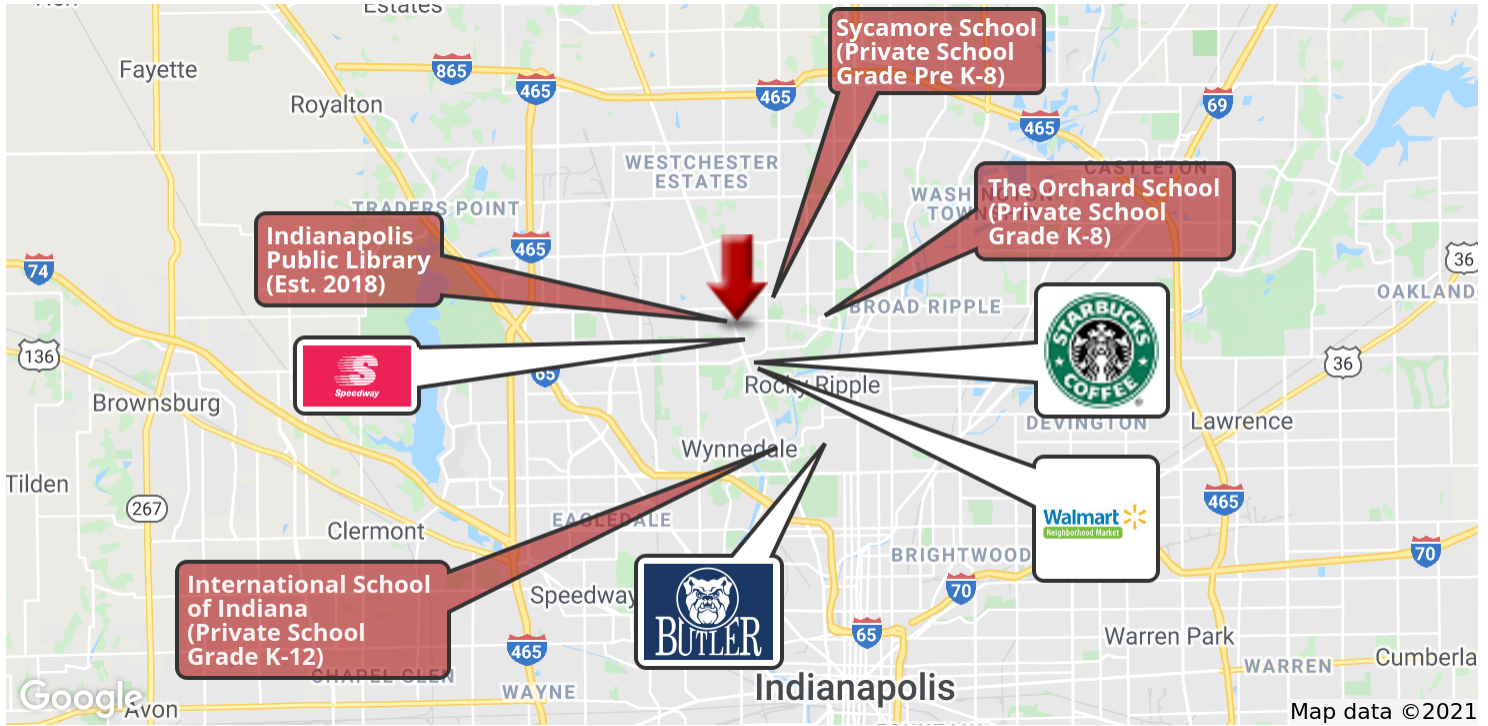 Estates
Sycamore School
(Private School
Grade Pre K-8)
Fayette
865
465
465
69
Royalton
465
WESTCHESTER
ESTATES
CASTLETON
The Orchard School
(Private School
Grade K-8)
TRADERS POINT
Indianapolis
Public Library
(Est. 2018)
465
74
36
OAKLAND
BROAD RIPPLE
STARBUCKS
COFFEE
®
136
S
Speedway
65
36
Rocky Ripple
Brownsburg
DEVINGTON
Lawrence
Wynnedale
Tilden
267
465
Walmart
Neighborhood Market
EAGLEDALE
Clermont
BRIGHTWOOD
70
70
International School
of Indiana
(Private School
Grade K-12)
Speedway
BUTLER
65
Warren Park
465
WARREN
Cumberla
CHAPEL GLEN
WAYNE
Indianapolis
Google
Avon
Map data ©2021